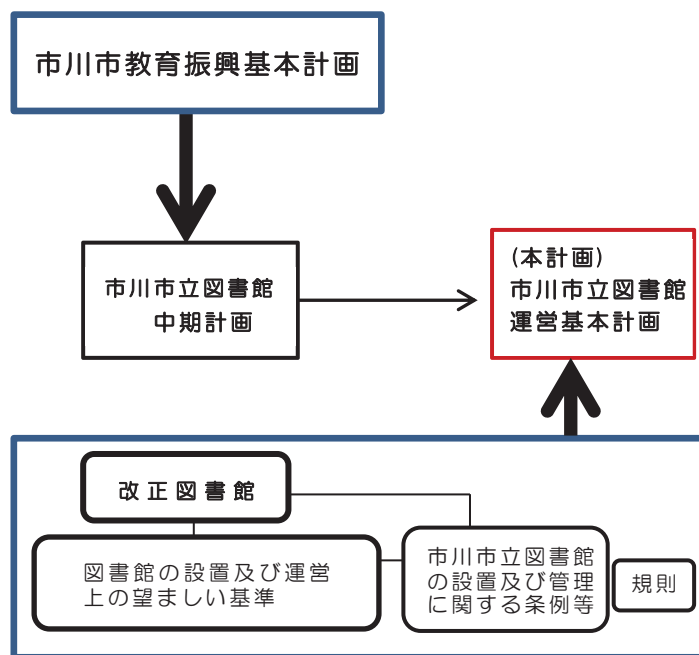 市川市教育振興基本計画
市川市立図書館
中期計画
(本計画)
市川市立図書館
運営基本計画
改正図書館
図書館の設置及び運営
上の望ましい基準
市川市立図書館
の設置及び管理
に関する条例等
規則